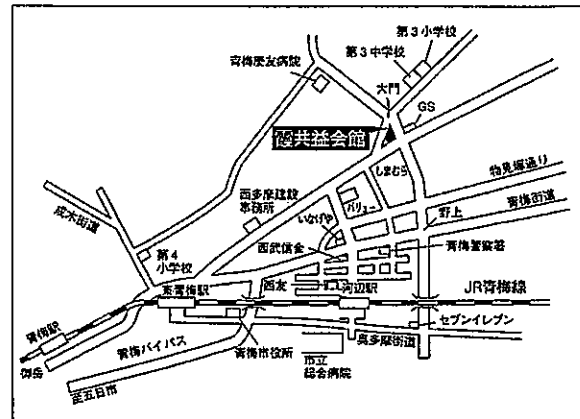 第3小学校
第3中学校
青梅慶友病院
大門
GS
共益会館
しまむら
物見塚通り
西多摩建設
事務所
バリュー
いなげや
野上
青梅街道
成木街道
西武信金
青梅警察署
第4
小学校
西友
河辺駅
東青梅駅
JR青梅線
青梅駅
セブンイレブン
御岳
青梅バイパス
青梅市役所
奥多摩街道
市立
総合病院
至五日市